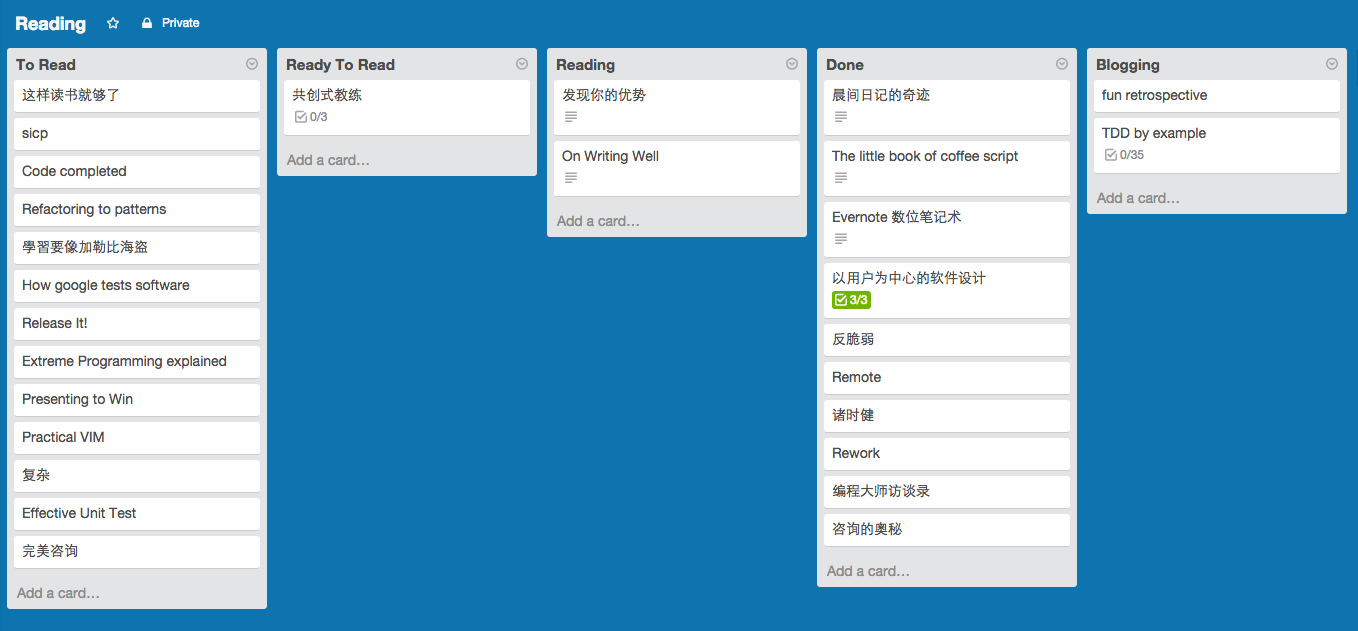 Reading Private
To Read
这样读书就够了
sicp
Code completed
Refactoring to patterns
學習要像加勒比海盜
How google tests software
Release It!
Extreme Programming explained
Presenting to Win
Practical VIM
复杂
Effective Unit Test
完美咨询
Add a card…
Ready To Read
共创式教练
0/3
Add a card…
Reading
发现你的优势
On Writing Well
Add a card…
Done
晨间日记的奇迹
The little book of coffee script
Evernote 数位笔记术
以用户为中心的软件设计
3/3
反脆弱
Remote
诸时健
Rework
编程大师访谈录
咨询的奥秘
Add a card…
Blogging
fun retrospective
TDD by example
0/35
Add a card…